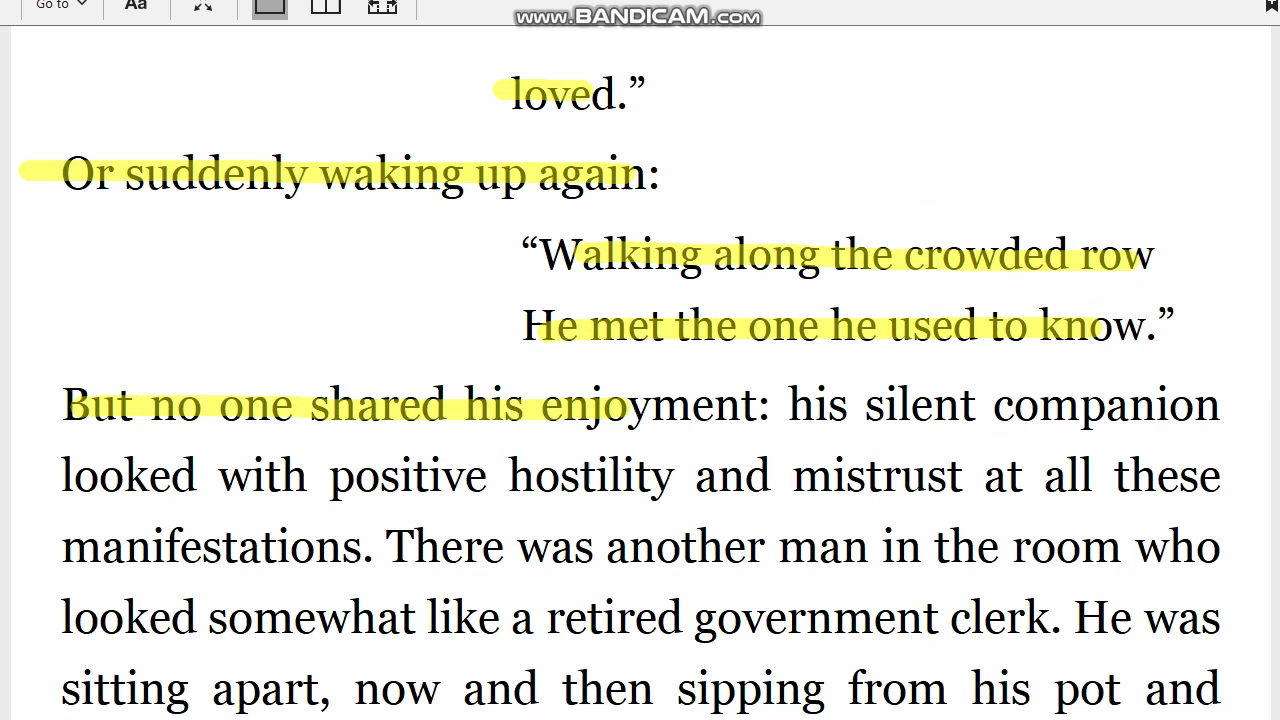 Go to Aa
www.BANDICAM.com
loved.”
Or suddenly waking up again:
“Walking along the crowded row
He met the one he used to know.”
But no one shared his enjoyment: his silent companion
looked with positive hostility and mistrust at all these
manifestations. There was another man in the room who
looked somewhat like a retired government clerk. He was
sitting apart, now and then sipping from his pot and